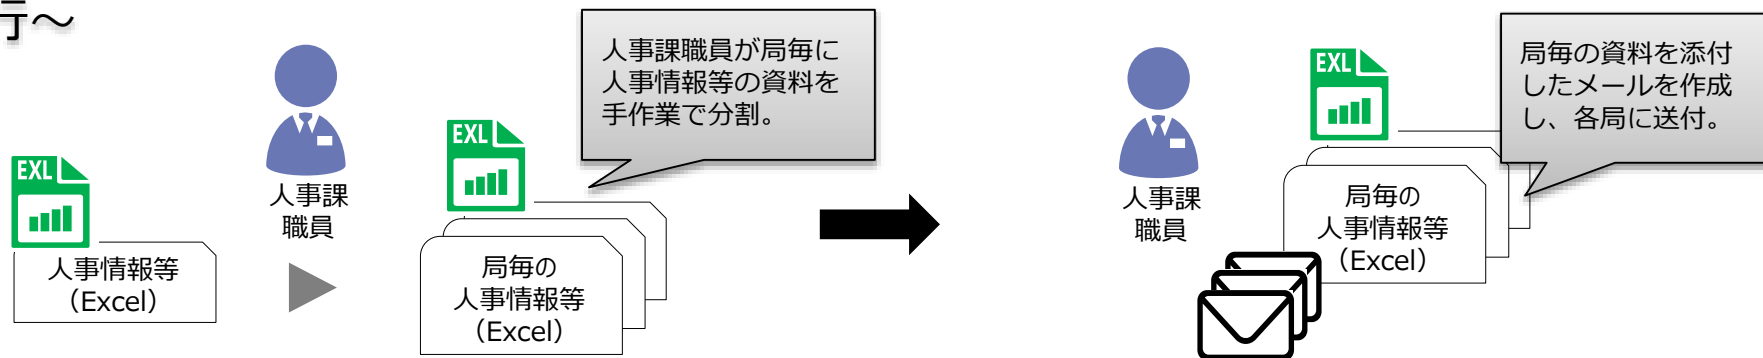 行～
EXL
人事情報等
（Excel）
人事課
職員
EXL
局毎の
人事情報等
（Excel）
人事課職員が局毎に
人事情報等の資料を
手作業で分割。
人事課
職員
EXL
局毎の
人事情報等
（Excel）
局毎の資料を添付
したメールを作成
し、各局に送付。